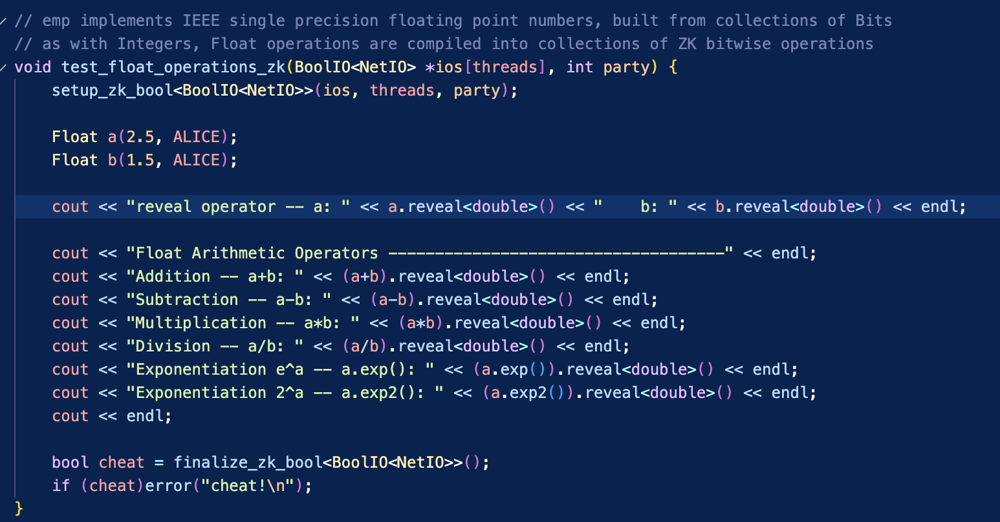 // emp implements IEEE single precision floating point numbers, built from collections of Bits
// as with Integers, Float operations are compiled into collections of ZK bitwise operations
void test_float_operations_zk(BoolIO<NetIO> *ios[threads], int party) {
    setup_zk_bool<BoolIO<NetIO>>(ios, threads, party);

    Float a(2.5, ALICE);
    Float b(1.5, ALICE);

    cout << "reveal operator -- a: " << a.reveal<double>() << "    b: " << b.reveal<double>() << endl;

    cout << "Float Arithmetic Operators ------------------------------------" << endl;
    cout << "Addition -- a+b: " << (a+b).reveal<double>() << endl;
    cout << "Subtraction -- a-b: " << (a-b).reveal<double>() << endl;
    cout << "Multiplication -- a*b: " << (a*b).reveal<double>() << endl;
    cout << "Division -- a/b: " << (a/b).reveal<double>() << endl;
    cout << "Exponentiation e^a -- a.exp(): " << (a.exp()).reveal<double>() << endl;
    cout << "Exponentiation 2^a -- a.exp2(): " << (a.exp2()).reveal<double>() << endl;
    cout << endl;

    bool cheat = finalize_zk_bool<BoolIO<NetIO>>();
    if (cheat)error("cheat!\n");
}